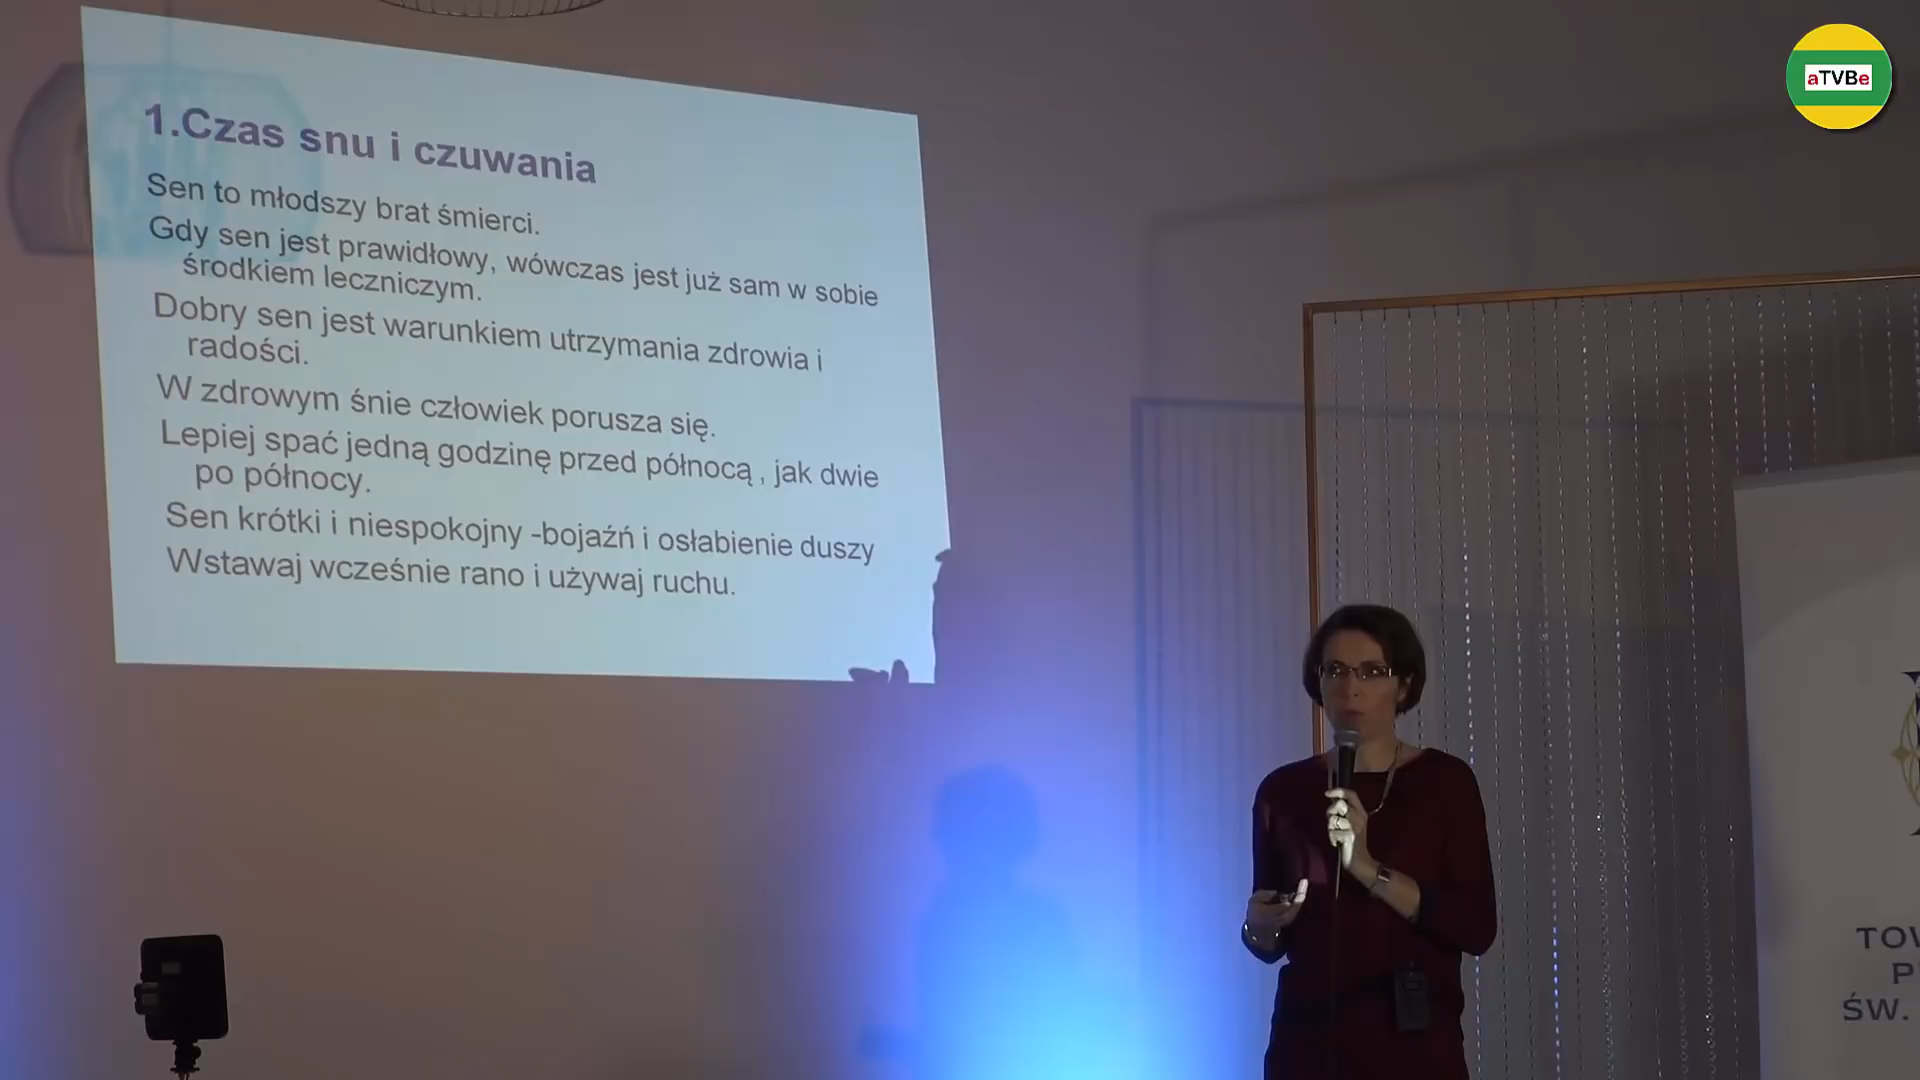 aTVBe
1.Czas snu i czuwania
Sen to młodszy brat śmierci.
Gdy sen jest prawidłowy, wówczas jest już sam w sobie
środkiem leczniczym.
Dobry sen jest warunkiem utrzymania zdrowia i
radości.
W zdrowym śnie człowiek porusza się.
Lepiej spać jedną godzinę przed północą , jak dwie
po północy.
Sen krótki i niespokojny -bojaźń i osłabienie duszy
Wstawaj wcześnie rano i używaj ruchu.
ŚW.